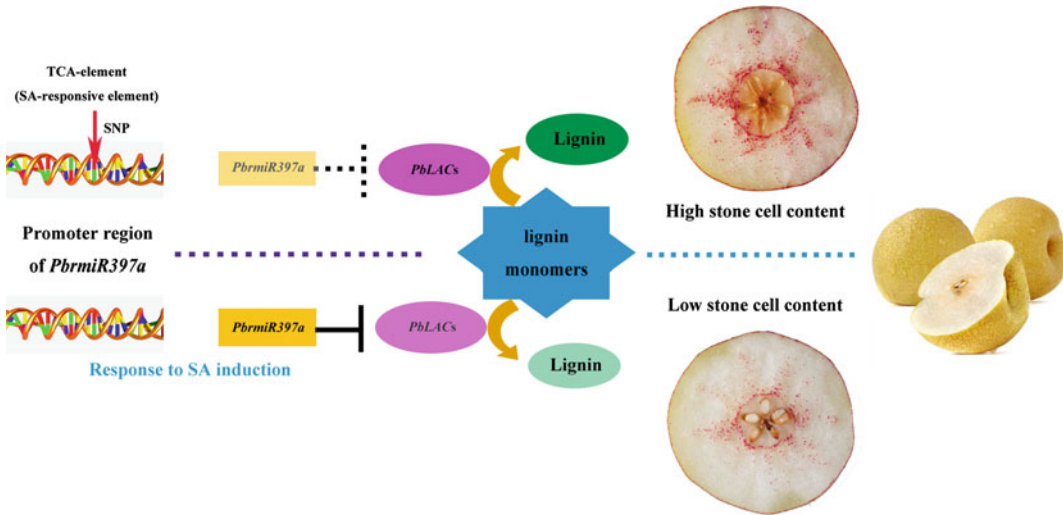 TCA-element
(SA-responsive element)
SNP
PbrmiR397a
PbLACs
Lignin
High stone cell content
Promoter region
of PbrmiR397a
lignin
monomers
Low stone cell content
PbrmiR397a
PbLACs
Lignin
Response to SA induction